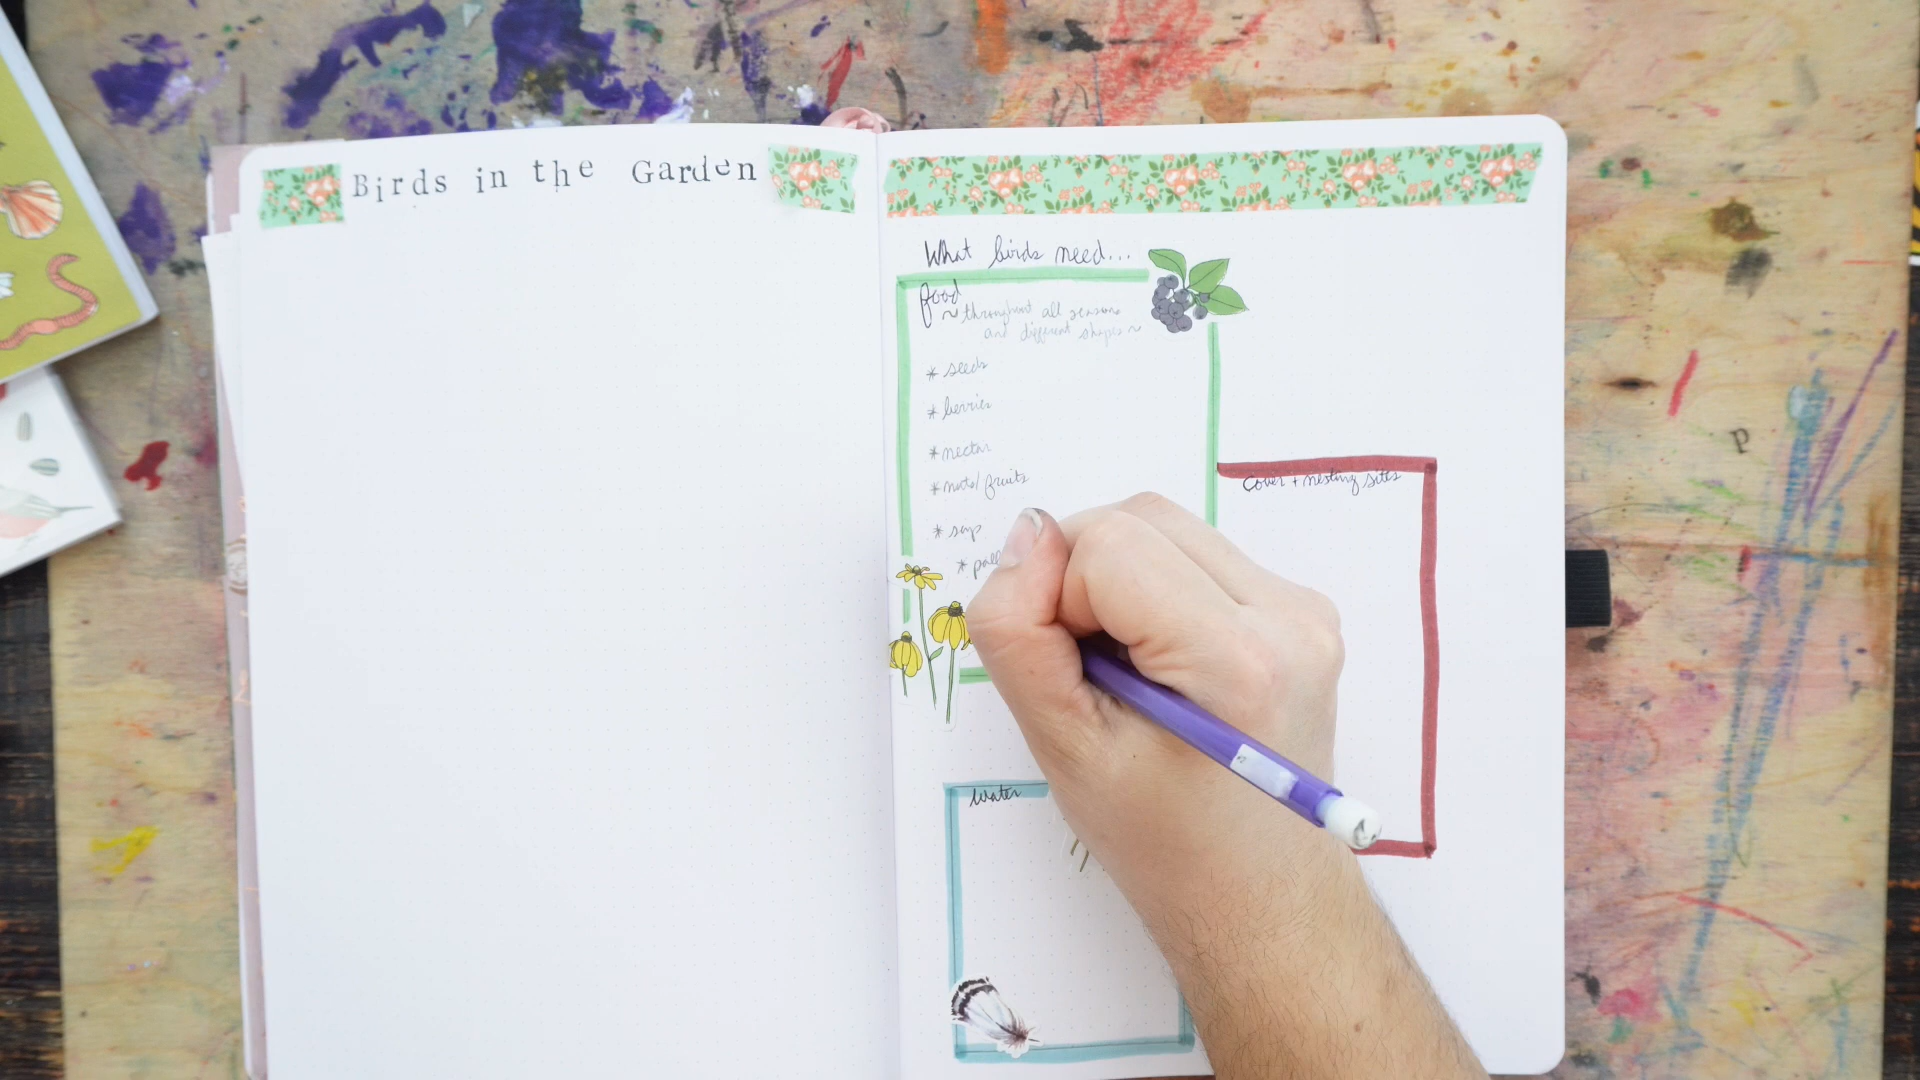 Birds in the Garden
What birds need...
food
~ throughout all seasons
and different shapes ~
* seeds
* berries
* nectar
* nuts/fruits
* sap
* poll
Cover + nesting sites
Water
P